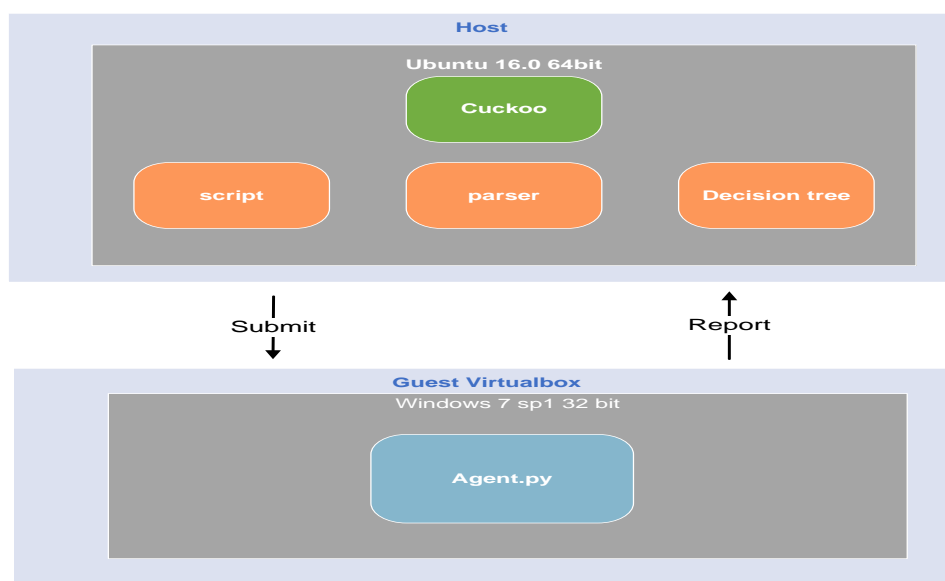 Host
Ubuntu 16.0 64bit
Cuckoo
script
parser
Decision tree
Submit
Report
Guest Virtualbox
Windows 7 sp1 32 bit
Agent.py